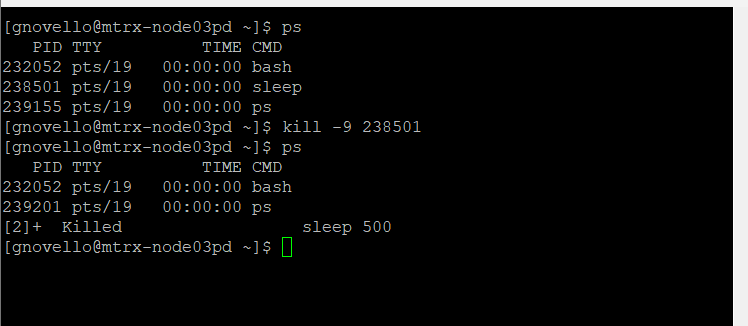 [gnovello@mtrx-node03pd ~]$ ps
   PID TTY          TIME CMD
232052 pts/19   00:00:00 bash
238501 pts/19   00:00:00 sleep
239155 pts/19   00:00:00 ps
[gnovello@mtrx-node03pd ~]$ kill -9 238501
[gnovello@mtrx-node03pd ~]$ ps
   PID TTY          TIME CMD
232052 pts/19   00:00:00 bash
239201 pts/19   00:00:00 ps
[2]+  Killed                  sleep 500
[gnovello@mtrx-node03pd ~]$